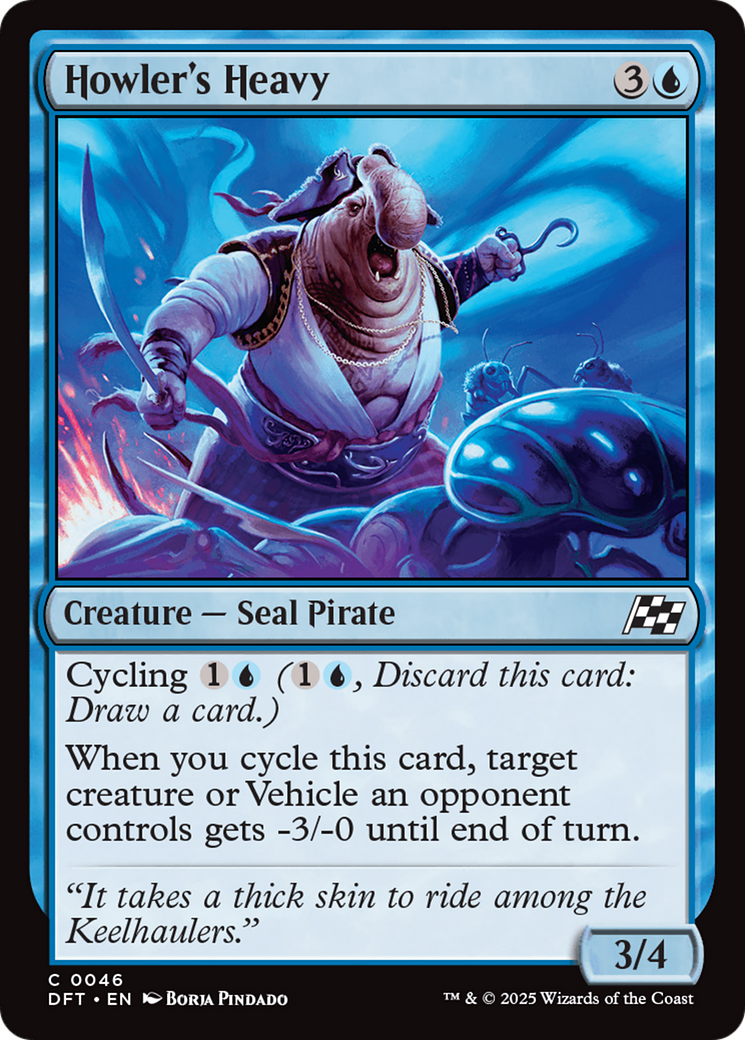 Howler's Heavy 3
Creature — Seal Pirate
Cycling 1 (1, Discard this card:
Draw a card.)
When you cycle this card, target
creature or Vehicle an opponent
controls gets -3/-0 until end of turn.
“It takes a thick skin to ride among the
Keelhaulers.”
3/4
C 0046
DFT • EN Borja Pindado
™ & © 2025 Wizards of the Coast